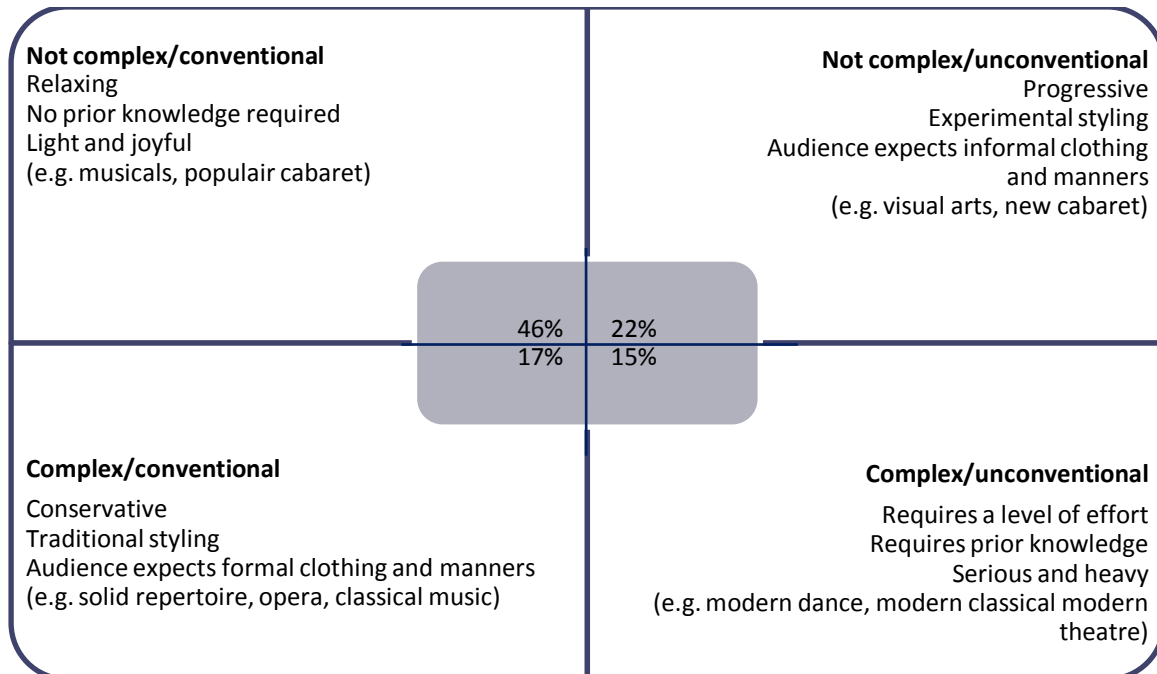 Not complex/conventional
Relaxing
No prior knowledge required
Light and joyful
(e.g. musicals, populair cabaret)
Not complex/unconventional
Progressive
Experimental styling
Audience expects informal clothing
and manners
(e.g. visual arts, new cabaret)
46%
22%
17%
15%
Complex/conventional
Conservative
Traditional styling
Audience expects formal clothing and manners
(e.g. solid repertoire, opera, classical music)
Complex/unconventional
Requires a level of effort
Requires prior knowledge
Serious and heavy
(e.g. modern dance, modern classical modern
theatre)